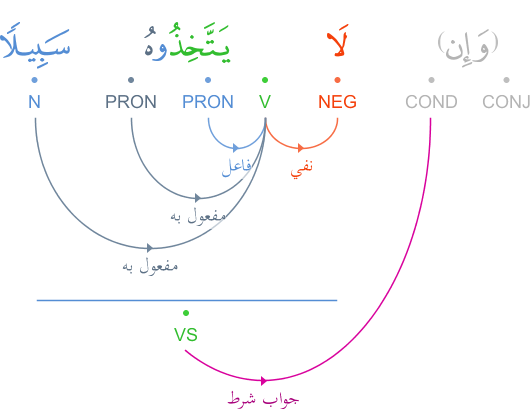 (وَإِن) لَا يَتَّخِذُوهُ سَبِيلًا
CONJ COND NEG V PRON PRON N
فاعل نفي
مفعول به
مفعول به
VS
جواب شرط